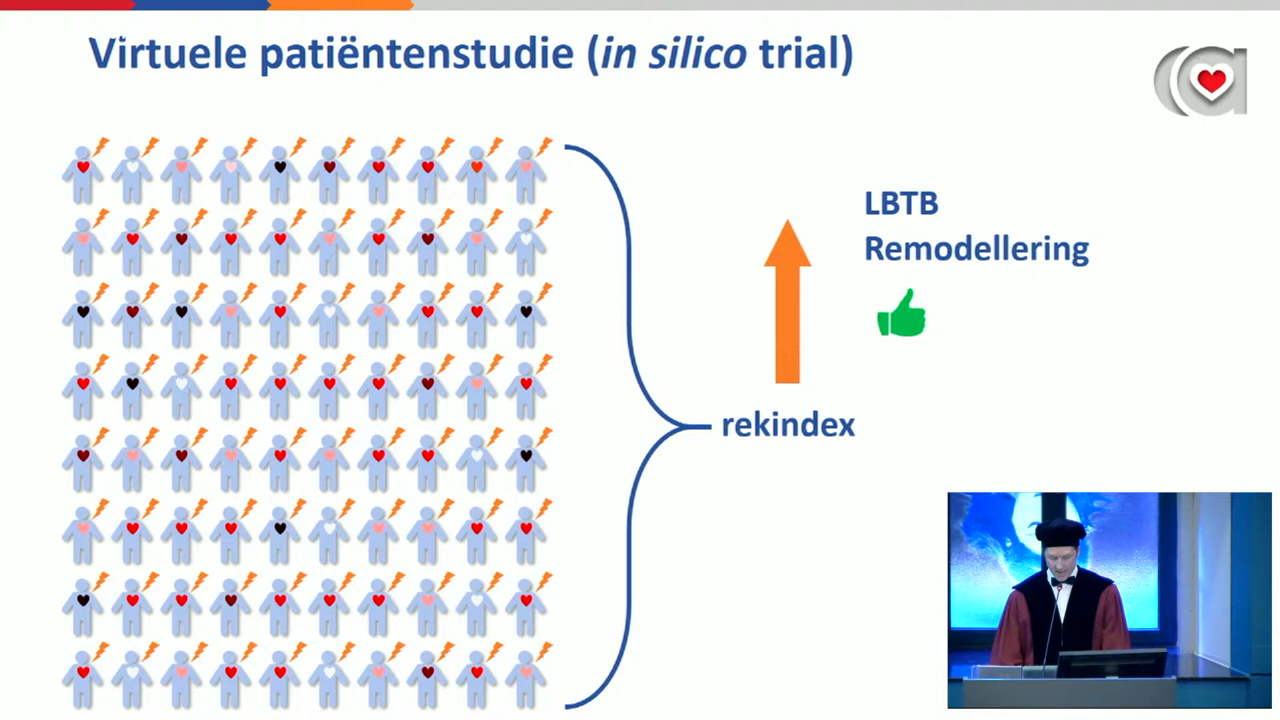 Virtuele patiëntenstudie (in silico trial)
LBTB
Remodellering
rekindex